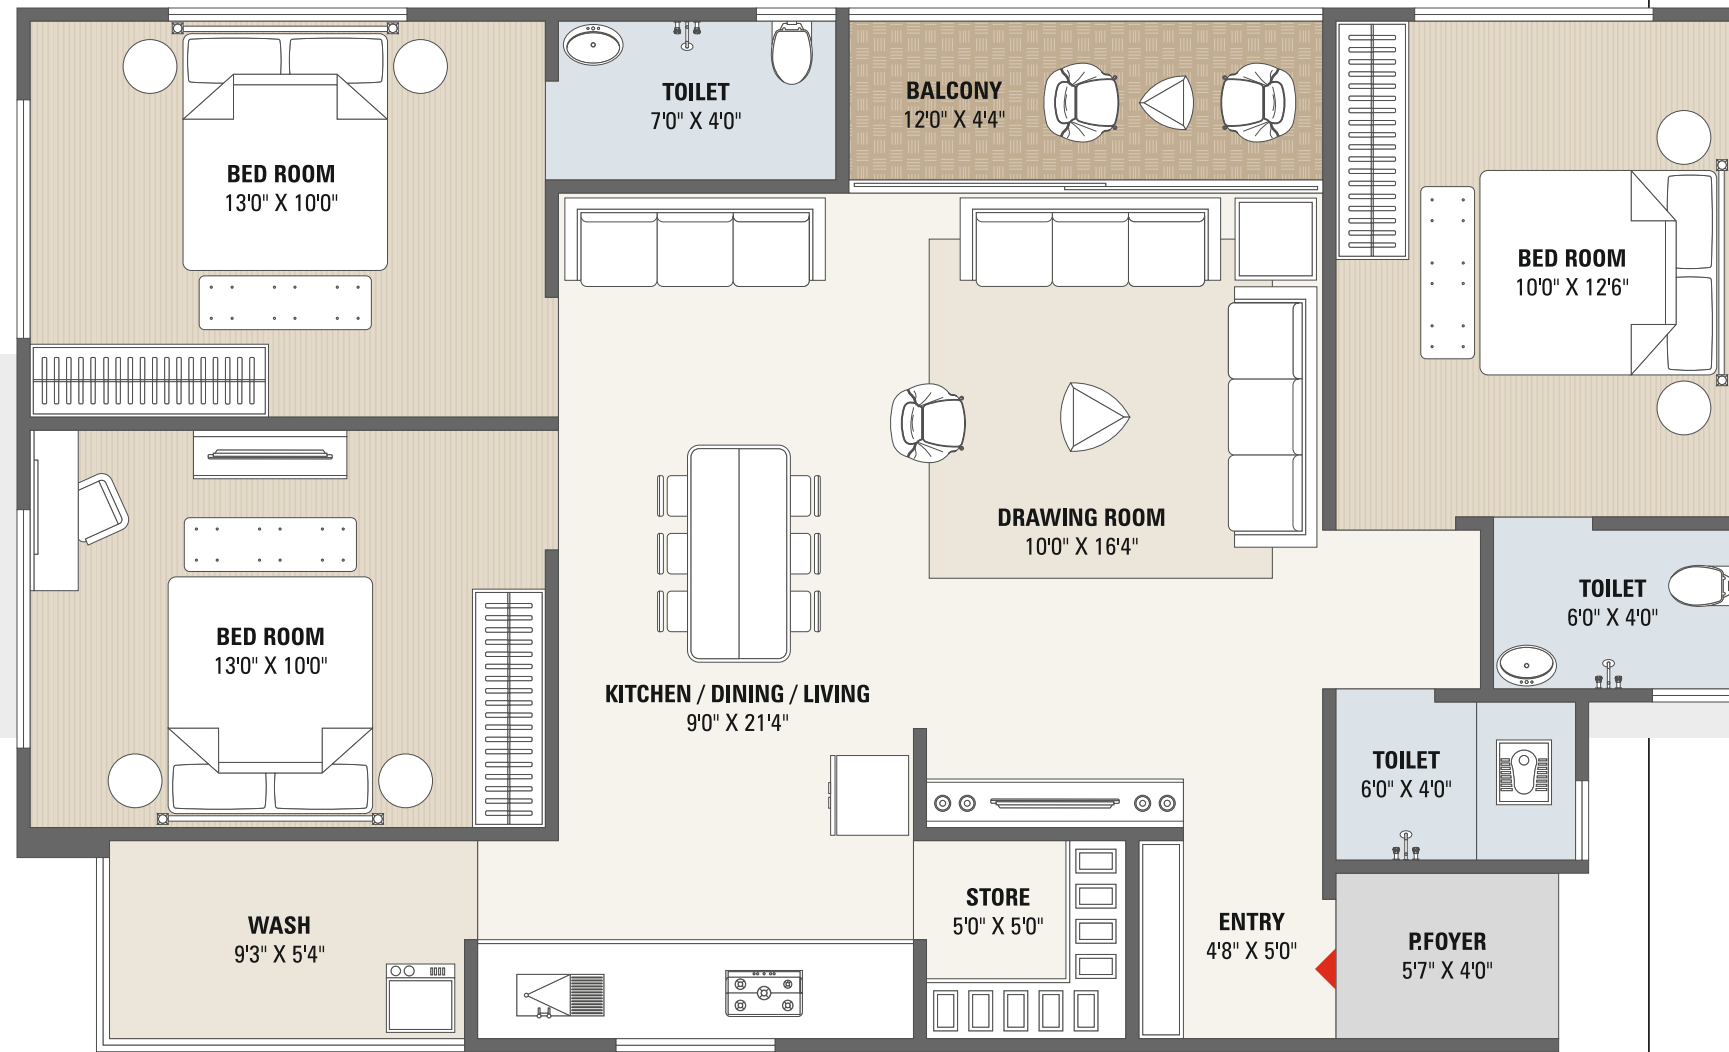 TOILET
7'0" X 4'0"
BALCONY
12'0" X 4'4"
BED ROOM
13'0" X 10'0"
BED ROOM
10'0" X 12'6"
DRAWING ROOM
10'0" X 16'4"
TOILET
6'0" X 4'0"
BED ROOM
13'0" X 10'0"
KITCHEN / DINING / LIVING
9'0" X 21'4"
TOILET
6'0" X 4'0"
WASH
9'3" X 5'4"
STORE
5'0" X 5'0"
ENTRY
4'8" X 5'0"
P.FOYER
5'7" X 4'0"